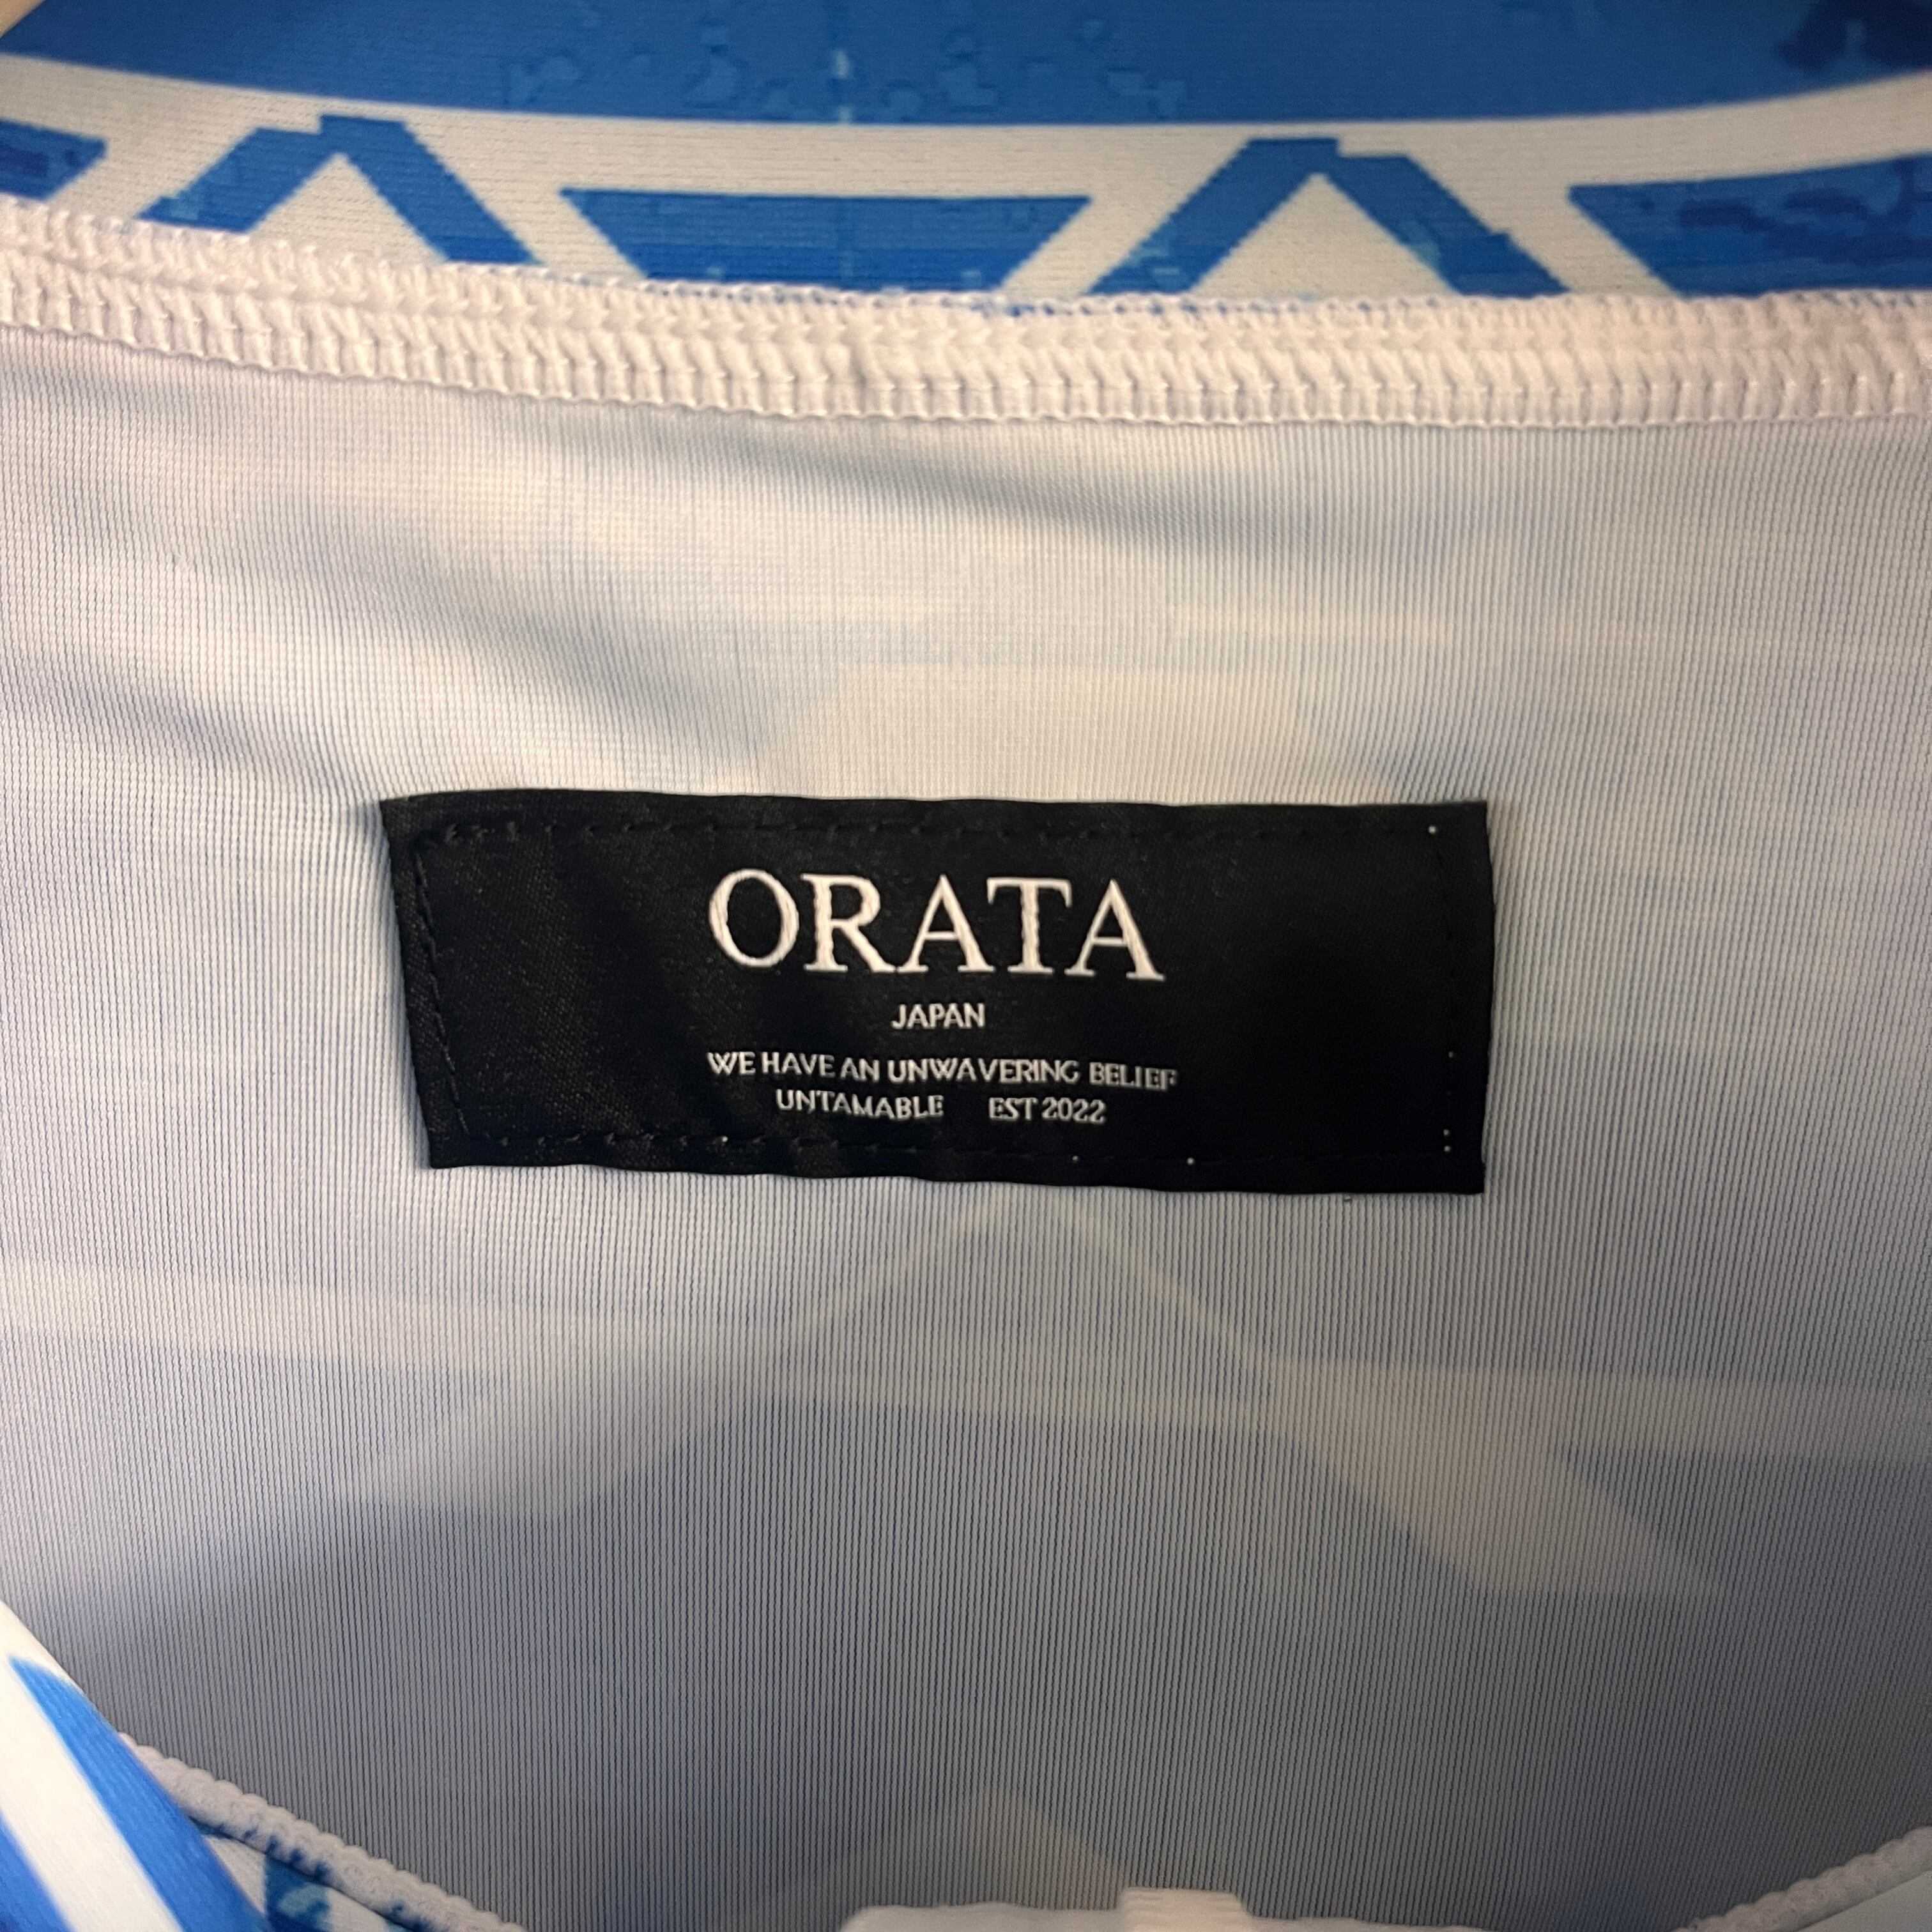 ORATA
JAPAN
WE HAVE AN UNWAVERING BELIEF
UNTAMABLE EST 2022